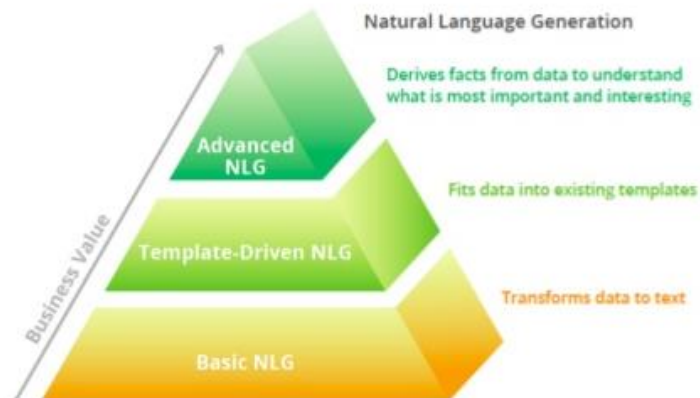 Natural Language Generation
Derives facts from data to understand
what is most important and interesting
Advanced
NLG
Fits data into existing templates
Template-Driven NLG
Business Value
Transforms data to text
Basic NLG